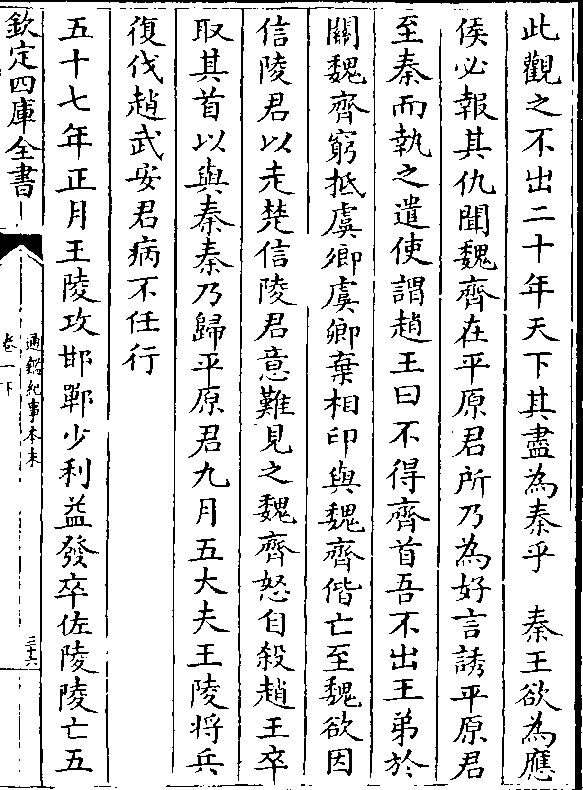 此觀之不出二十年天下其盡為秦乎　秦王欲為應
侯必報其仇聞魏齊在平原君所乃為好言誘平原君
至秦而執之遣使謂趙王曰不得齊首吾不出王弟於
關魏齊窮抵虞卿虞卿棄相印與魏齊偕亡至魏欲因
信陵君以走楚信陵君意難見之魏齊怒自殺趙王卒
取其首以與秦秦乃歸平原君九月五大夫王陵将兵
復伐趙武安君病不任行
五十七年正月王陵攻邯鄲少利益發卒佐陵陵亡五
欽定四庫全書
通鑑紀事本末
卷一下
三十六